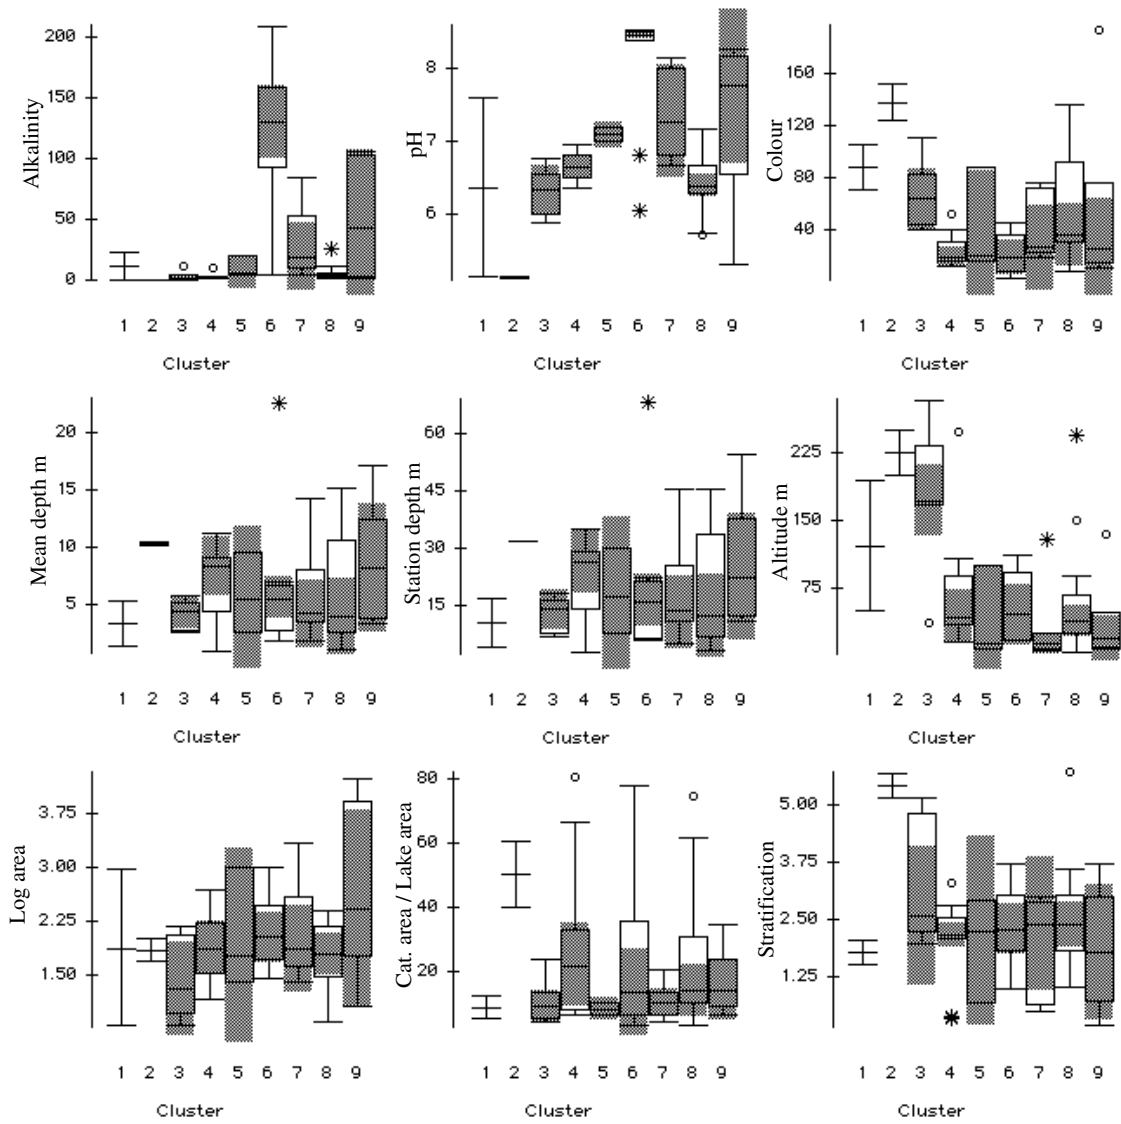 Alkalinity
200
150
100
50
0
1 2 3 4 5 6 7 8 9
Cluster
pH
8
7
6
1 2 3 4 5 6 7 8 9
Cluster
Colour
160
120
80
40
1 2 3 4 5 6 7 8 9
Cluster
Mean depth m
20
15
10
5
1 2 3 4 5 6 7 8 9
Cluster
Station depth m
60
45
30
15
1 2 3 4 5 6 7 8 9
Cluster
Altitude m
225
150
75
1 2 3 4 5 6 7 8 9
Cluster
Log area
3.75
3.00
2.25
1.50
1 2 3 4 5 6 7 8 9
Cluster
Cat. area / Lake area
80
60
40
20
1 2 3 4 5 6 7 8 9
Cluster
Stratification
5.00
3.75
2.50
1.25
1 2 3 4 5 6 7 8 9
Cluster